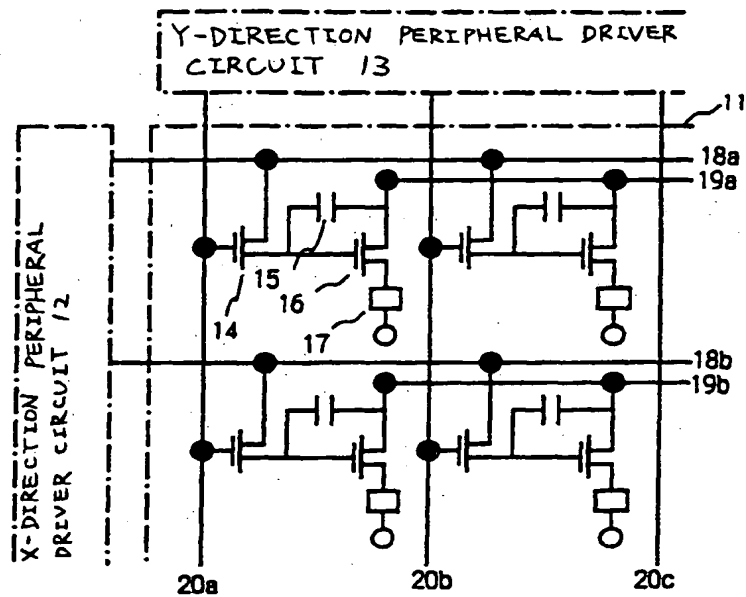 Y-DIRECTION PERIPHERAL DRIVER
CIRCUIT 13
11
18a
19a
X-DIRECTION PERIPHERAL
DRIVER CIRCUIT 12
14
15
16
17
18b
19b
20a
20b
20c